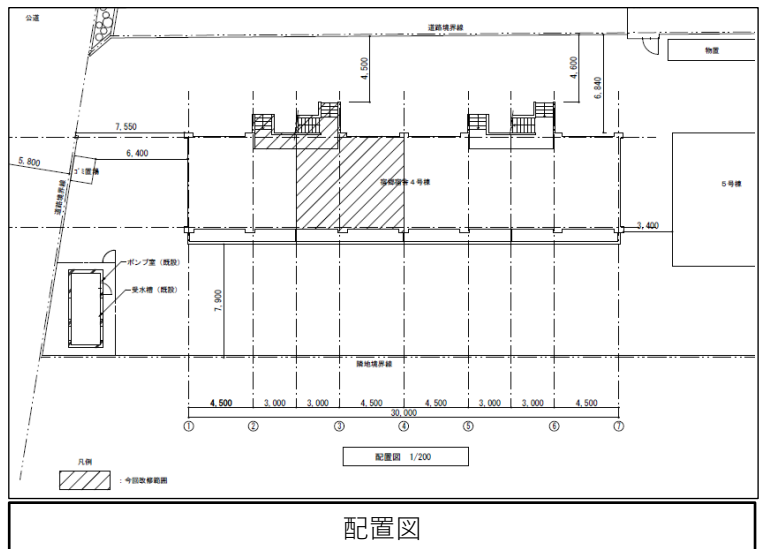 公道
道路境界線
物置
4,500
4,600
6,840
7,550
6,400
5,800
ゴミ置場
道路境界線
宿舎4号棟
5号棟
3,400
ポンプ室(既設)
受水槽(既設)
7,900
隣地境界線
4,500 3,000 3,000 4,500 4,500 3,000 3,000 4,500
30,000
① ② ③ ④ ⑤ ⑥ ⑦
配置図 1/200
凡例
:今回改修範囲
配置図